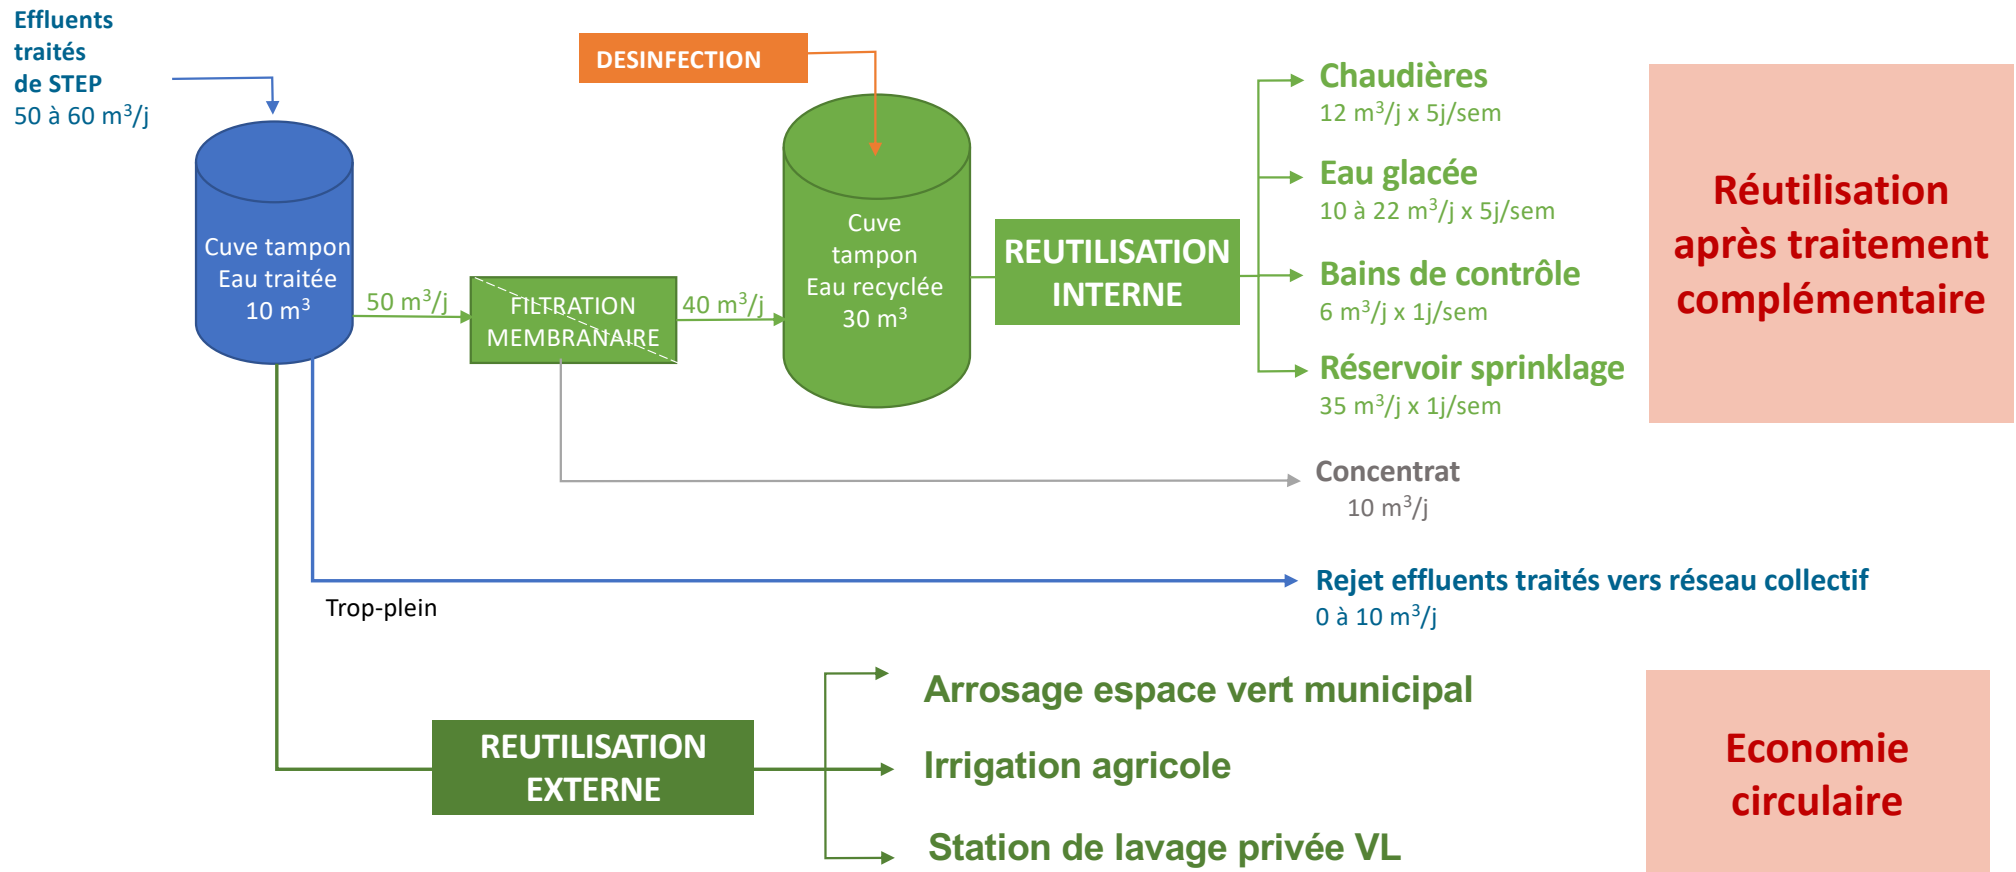 Effluents
traités
de STEP
50 à 60 m³/j
DESINFECTION
Cuve tampon
Eau traitée
10 m³
50 m³/j
FILTRATION
MEMBRANAIRE
40 m³/j
Cuve
tampon
Eau recyclée
30 m³
REUTILISATION
INTERNE
Chaudières
12 m³/j x 5j/sem
Eau glacée
10 à 22 m³/j x 5j/sem
Bains de contrôle
6 m³/j x 1j/sem
Réservoir sprinklage
35 m³/j x 1j/sem
Réutilisation
après traitement
complémentaire
Concentrat
10 m³/j
Rejet effluents traités vers réseau collectif
0 à 10 m³/j
Trop-plein
REUTILISATION
EXTERNE
Arrosage espace vert municipal
Irrigation agricole
Station de lavage privée VL
Economie
circulaire